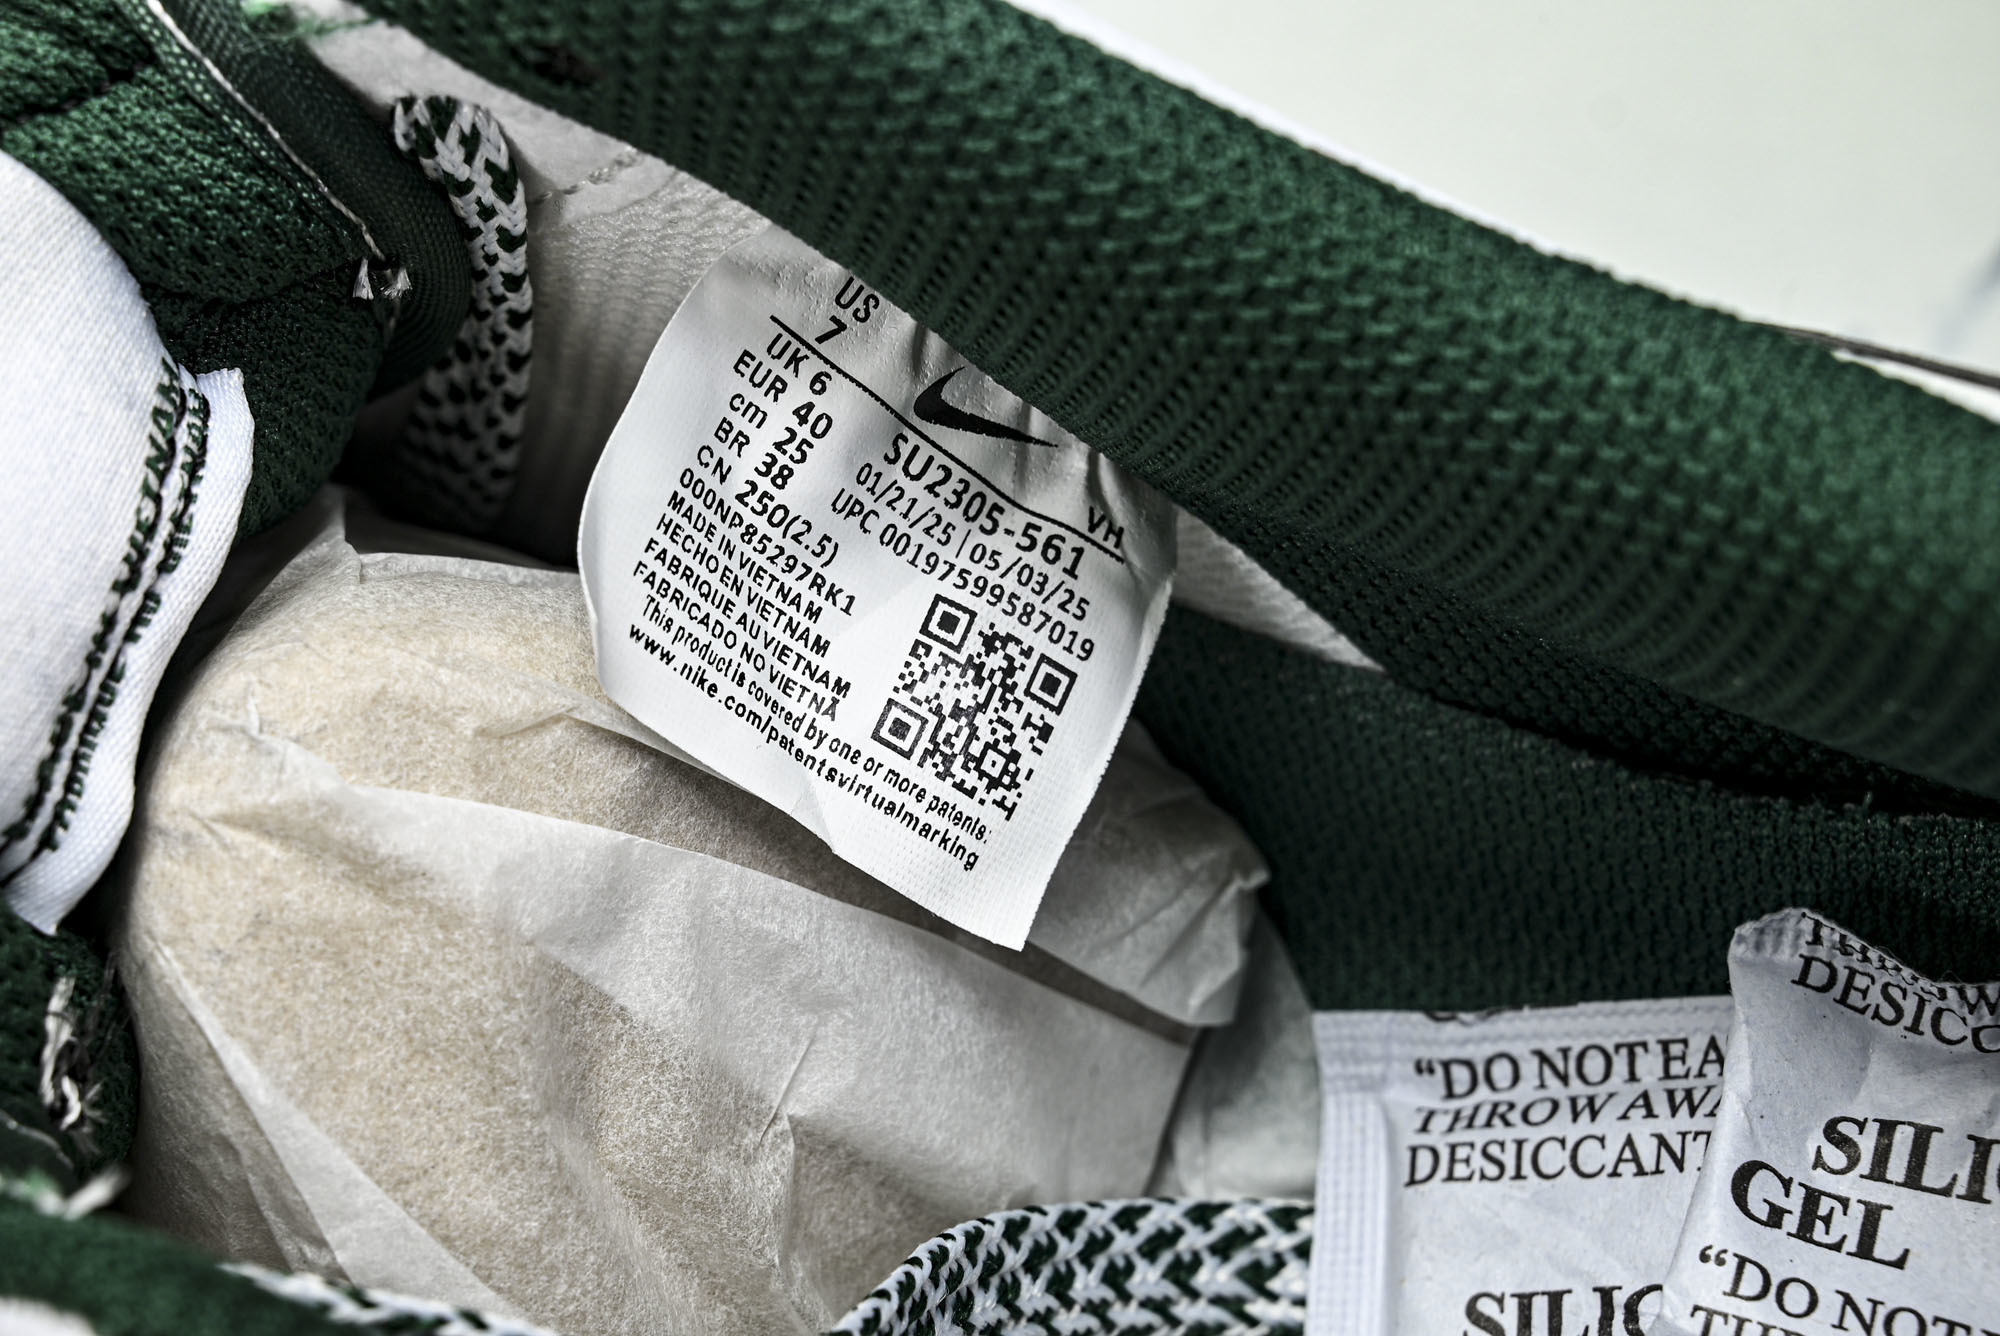 US
7
UK 6
EUR 40
cm 25
BR 38
CN 250(2.5)
000NP85297RK1
MADE IN VIETNAM
HECHO EN VIETNAM
FABRIQUE AU VIETNAM
FABRICADO NO VIETNÃ
This product is covered by one or more patents:
www.nike.com/patentsvirtualmarking
VH
SU2305-561
01/21/25 | 05/03/25
UPC 00197599587019
"DO NOT EA
THROW AWA
DESICCANT
SILIC
DESICC
SILI
GEL
"DO NOT